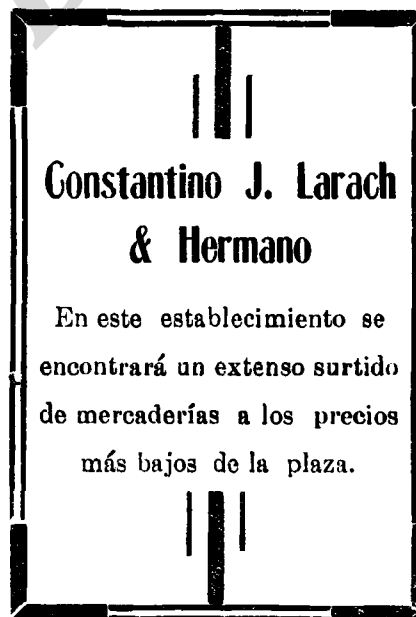 Constantino J. Larach
& Hermano
En este establecimiento se
encontrará un extenso surtido
de mercaderías a los precios
más bajos de la plaza.